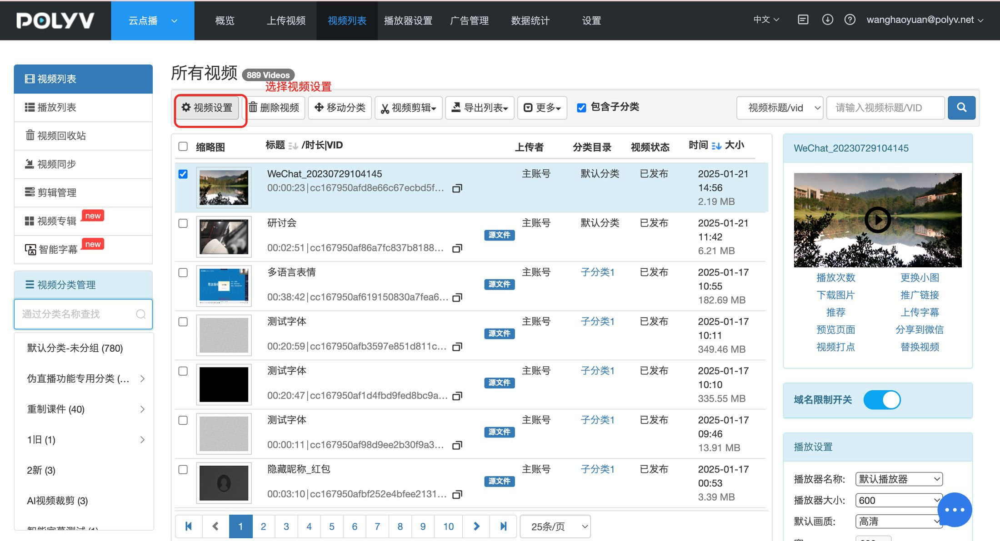 POLYV 云点播 概览 上传视频 视频列表 播放器设置 广告管理 数据统计 设置 中文 wanghaoyuan@polyv.net
视频列表
播放列表
视频回收站
视频同步
剪辑管理
视频专辑 new
智能字幕 new
视频分类管理
通过分类名称查找
默认分类-未分组 (780)
伪直播功能专用分类 (...
重制课件 (40)
1旧 (1)
2新 (3)
AI视频裁剪 (3)
智能字幕测试 (1)
所有视频 889 Videos
选择视频设置
视频设置 删除视频 移动分类 视频剪辑 导出列表 更多 包含子分类 视频标题/vid 请输入视频标题/VID
缩略图 标题 /时长|VID 上传者 分类目录 视频状态 时间 大小
WeChat_20230729104145 主账号 默认分类 已发布 2025-01-21
00:00:23|cc167950afd8e66c67ecbd5f... 14:56
2.19 MB
研讨会 主账号 默认分类 已发布 2025-01-21
源文件 11:42
00:02:51|cc167950af86a7fc837b8188... 6.21 MB
多语言表情 主账号 子分类1 已发布 2025-01-17
源文件 10:55
00:38:42|cc167950af619150830a7fea6... 182.69 MB
测试字体 主账号 子分类1 已发布 2025-01-17
源文件 10:11
00:20:59|cc167950afb3597e851d811c... 349.46 MB
测试字体 主账号 子分类1 已发布 2025-01-17
源文件 10:10
00:20:47|cc167950af1d4fbd9fed8bc9a... 335.55 MB
测试字体 主账号 子分类1 已发布 2025-01-17
源文件 09:46
00:00:11|cc167950af98d9ee2b30f9a3... 13.91 MB
隐藏昵称_红包 主账号 子分类1 已发布 2025-01-17
源文件 00:53
00:03:10|cc167950afbf252e4bfee2131... 3.39 MB
1 2 3 4 5 6 7 8 9 10 25条/页
WeChat_20230729104145
播放次数 更换小图
下载图片 推广链接
推荐 上传字幕
预览页面 分享到微信
视频打点 替换视频
域名限制开关
播放设置
播放器名称: 默认播放器
播放器大小: 600
默认画质: 高清